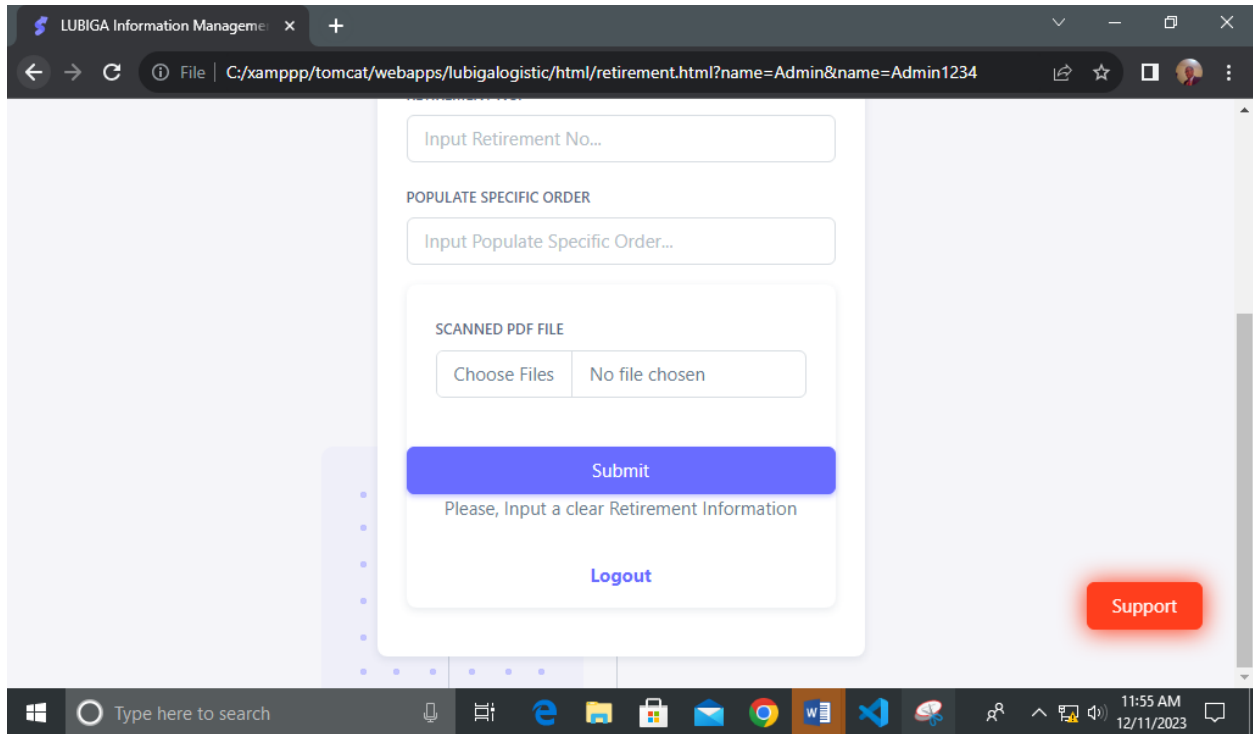 LUBIGA Information Managemen
File C:/xamppp/tomcat/webapps/lubigalogistic/html/retirement.html?name=Admin&name=Admin1234
Input Retirement No...
POPULATE SPECIFIC ORDER
Input Populate Specific Order...
SCANNED PDF FILE
Choose Files No file chosen
Submit
Please, Input a clear Retirement Information
Logout
Support
Type here to search
11:55 AM
12/11/2023